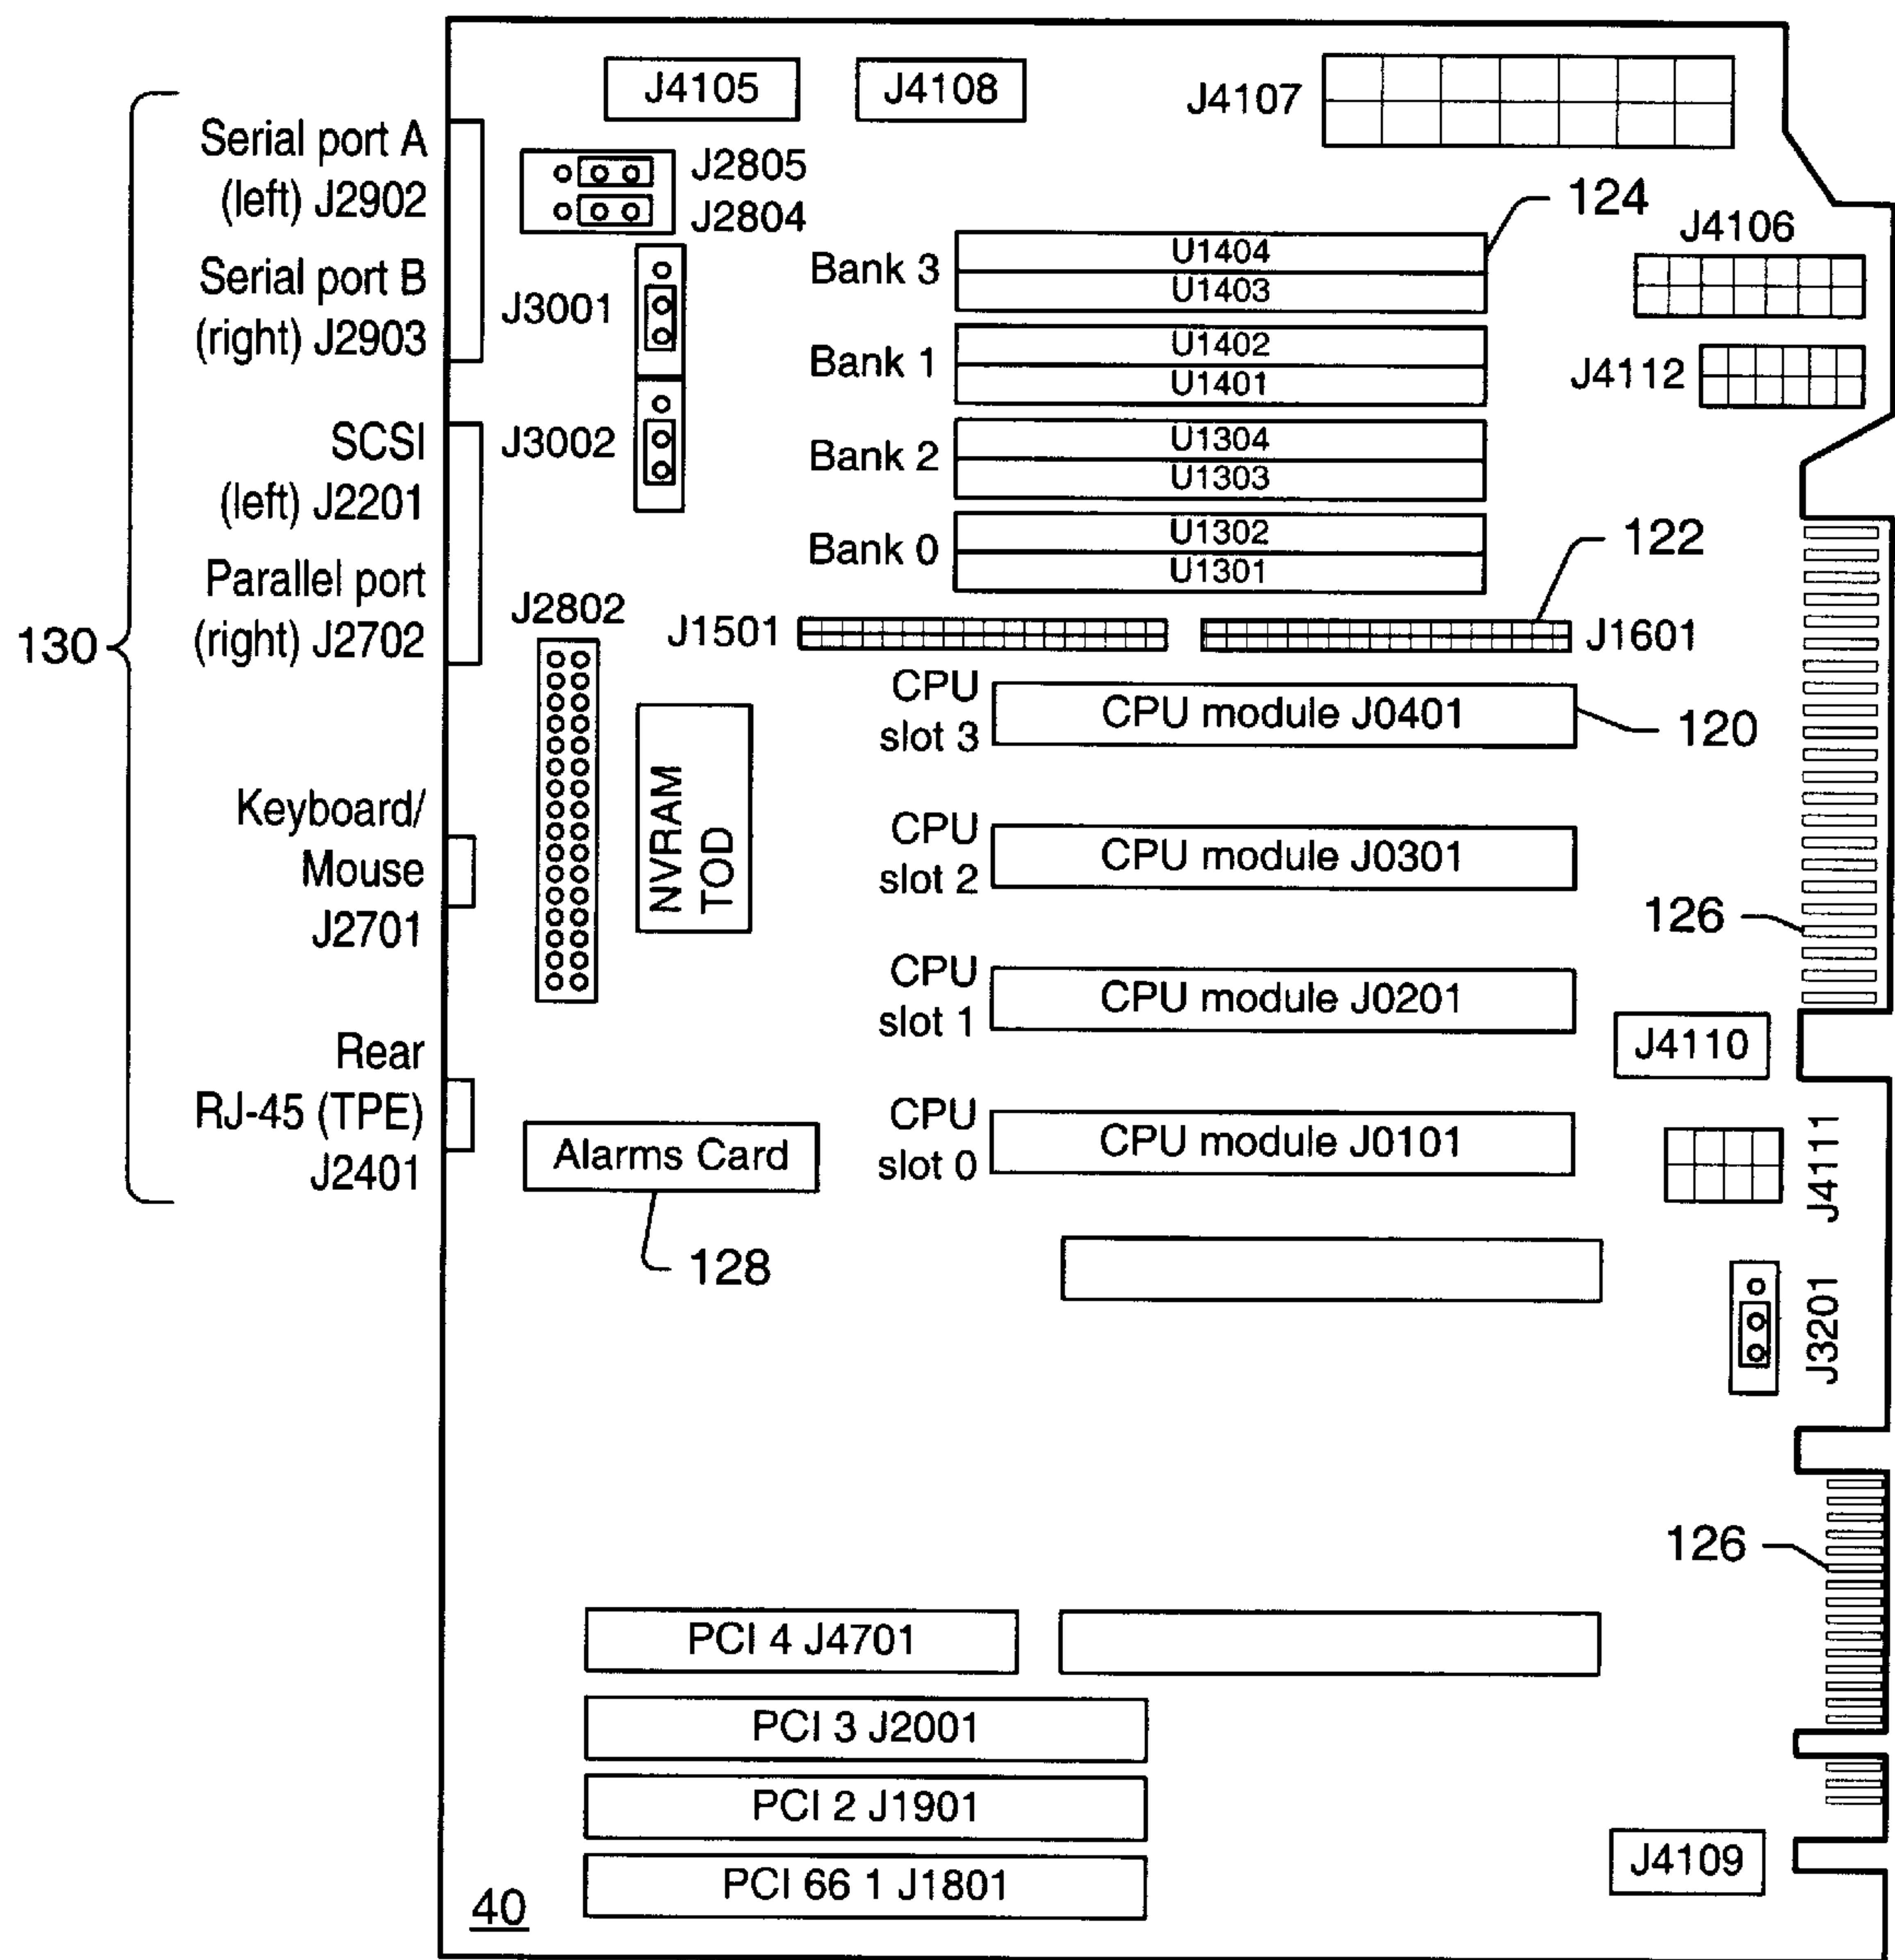 J4105
J4108
J4107
Serial port A
(left) J2902
J2805
J2804
124
J4106
Serial port B
(right) J2903
J3001
Bank 3
U1404
U1403
Bank 1
U1402
U1401
J4112
SCSI
(left) J2201
J3002
Bank 2
U1304
U1303
Bank 0
U1302
U1301
122
Parallel port
(right) J2702
130
J2802
J1501
J1601
CPU
slot 3
CPU module J0401
120
NVRAM
TOD
Keyboard/
Mouse
J2701
CPU
slot 2
CPU module J0301
126
CPU
slot 1
CPU module J0201
J4110
Rear
RJ-45 (TPE)
J2401
Alarms Card
128
CPU
slot 0
CPU module J0101
J4111
J3201
126
PCI 4 J4701
PCI 3 J2001
PCI 2 J1901
PCI 66 1 J1801
J4109
40